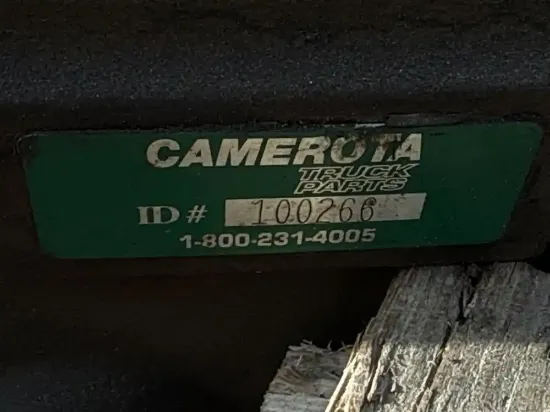 CAMEROTA
TRUCK
PARTS
ID # 100266
1-800-231-4005